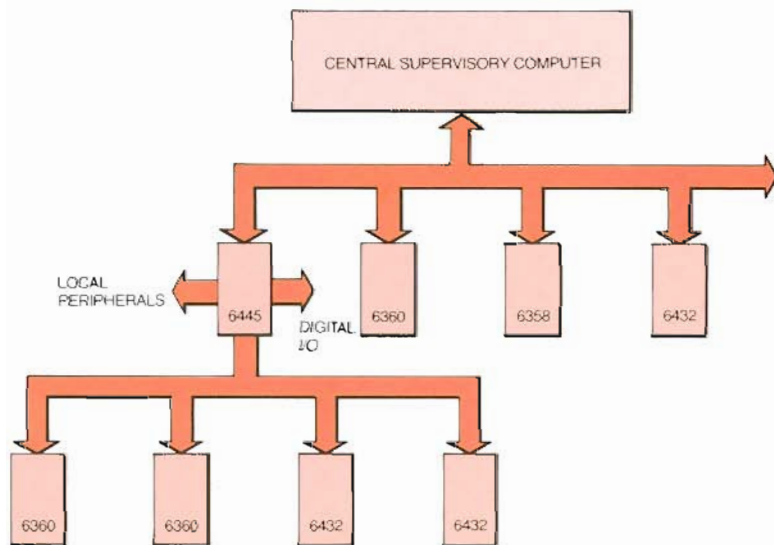 CENTRAL SUPERVISORY COMPUTER
LOCAL
PERIPHERALS
6445
DIGITAL
I/O
6360
6358
6432
6360
6360
6432
6432